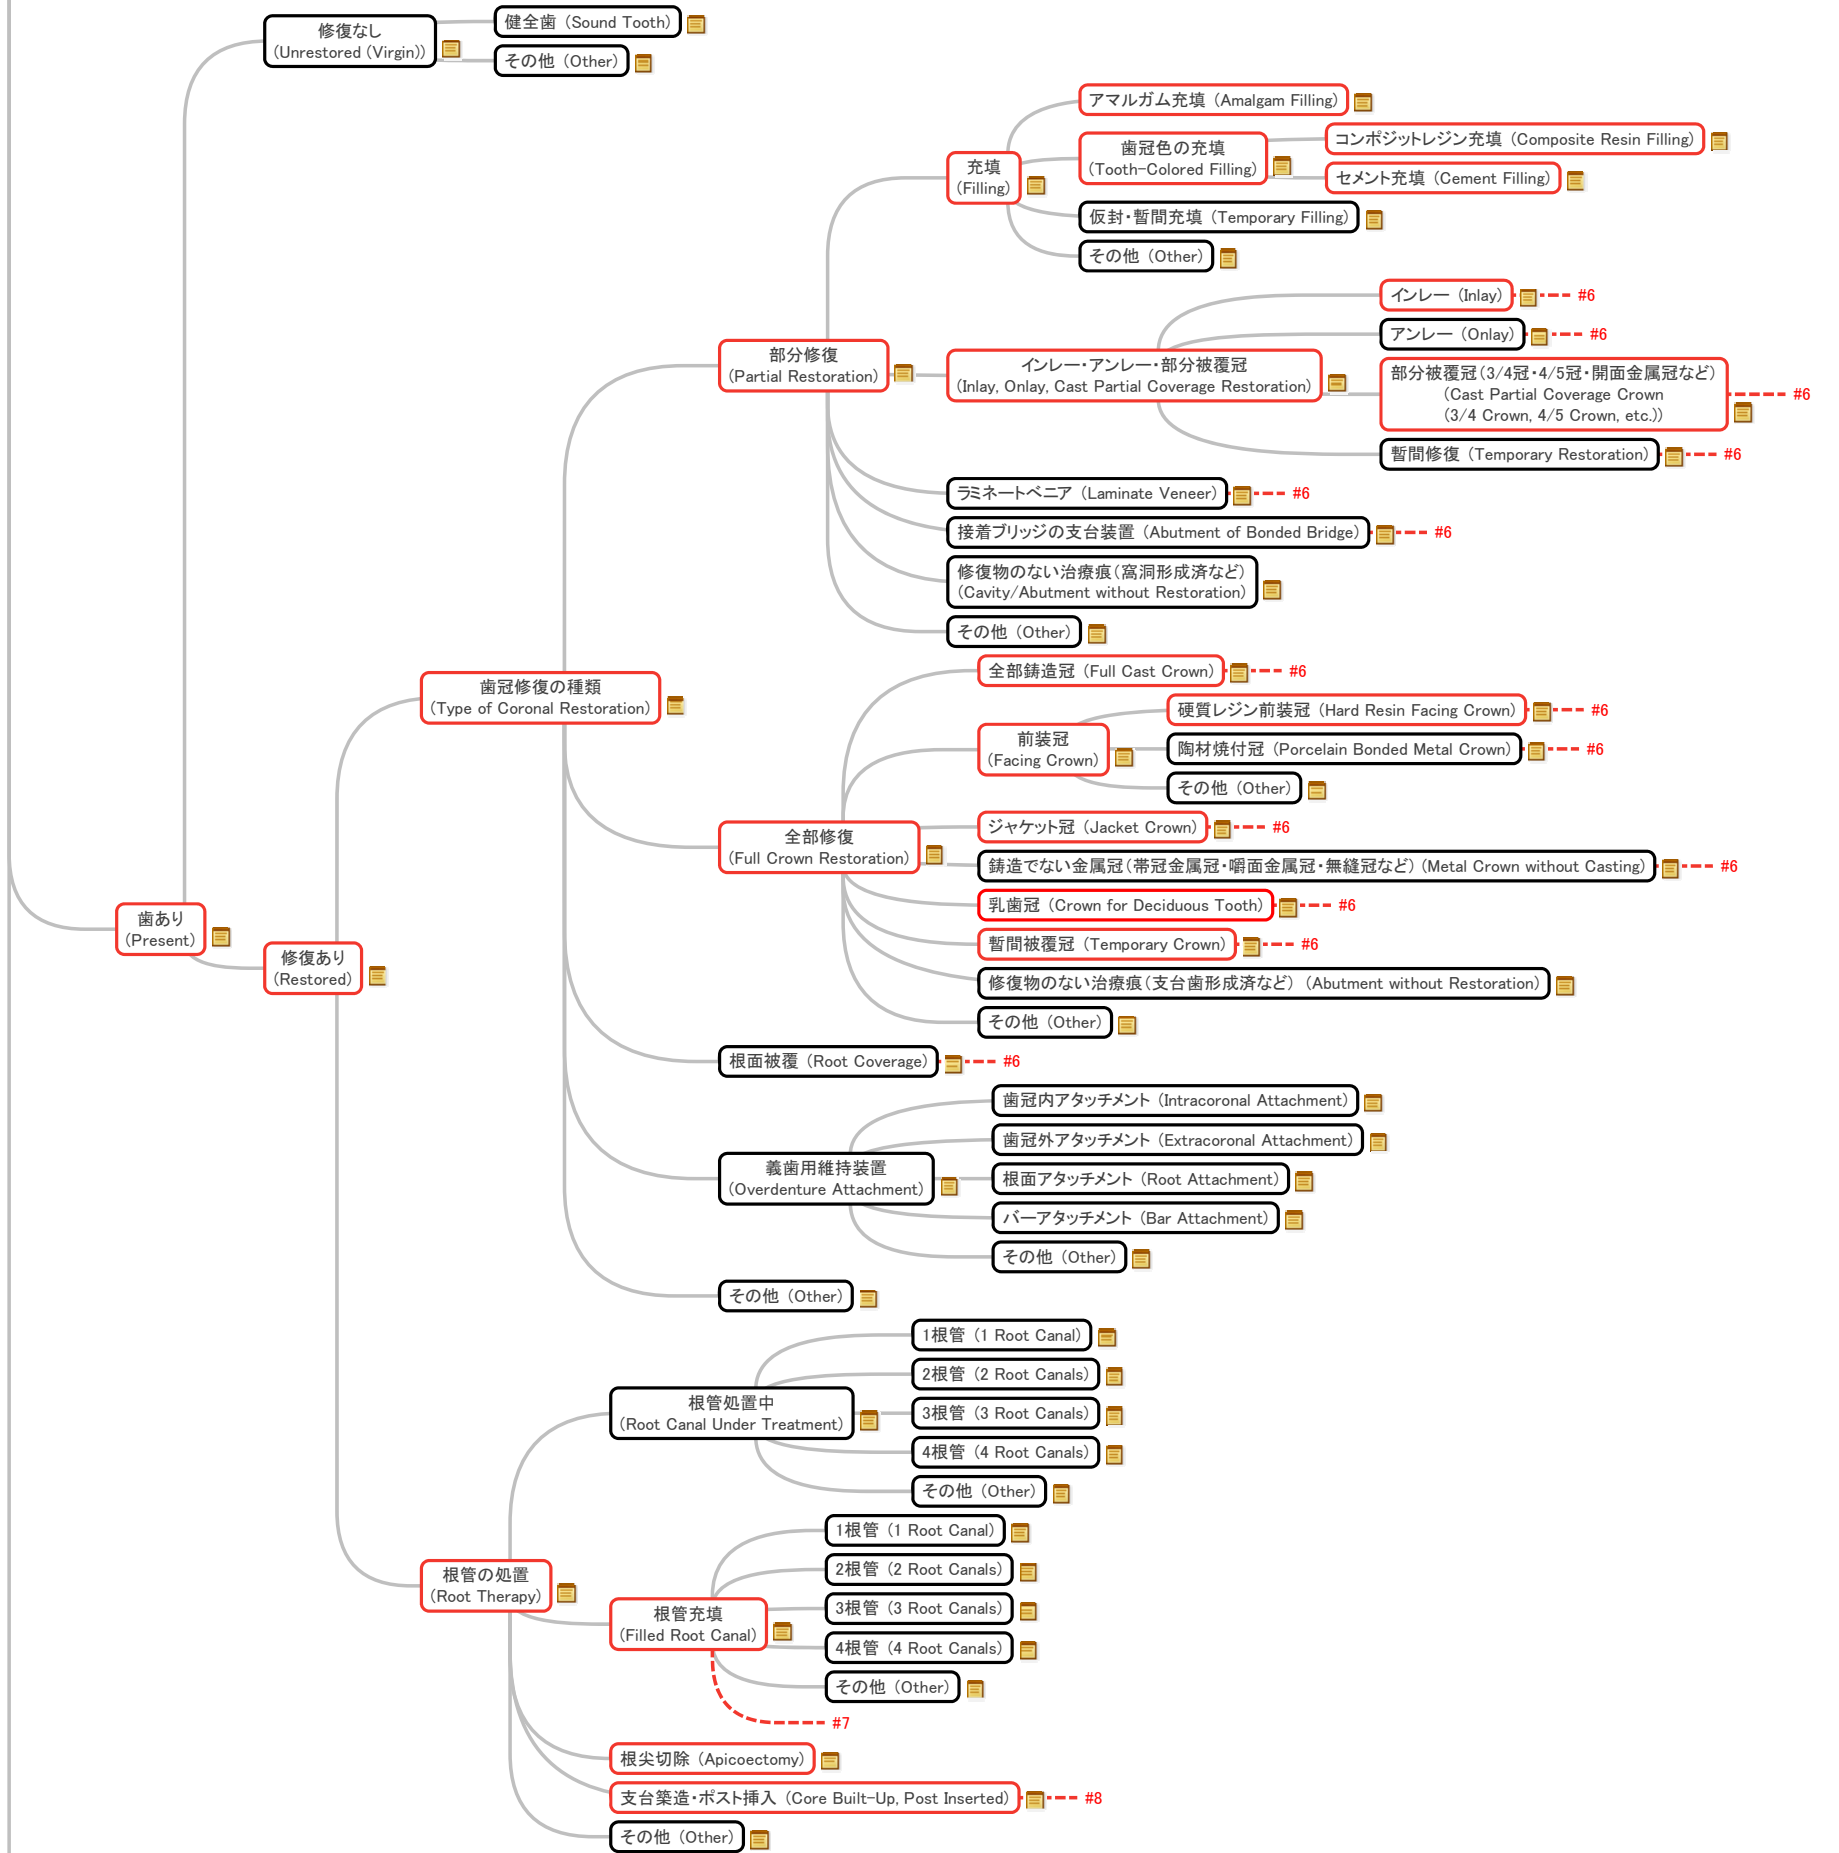 修復なし
(Unrestored (Virgin))
健全歯 (Sound Tooth)
その他 (Other)
アマルガム充填 (Amalgam Filling)
充填
(Filling)
歯冠色の充填
(Tooth-Colored Filling)
コンポジットレジン充填 (Composite Resin Filling)
セメント充填 (Cement Filling)
仮封・暫間充填 (Temporary Filling)
その他 (Other)
部分修復
(Partial Restoration)
インレー・アンレー・部分被覆冠
(Inlay, Onlay, Cast Partial Coverage Restoration)
インレー (Inlay)
#6
アンレー (Onlay)
#6
部分被覆冠(3/4冠・4/5冠・開面金属冠など)
(Cast Partial Coverage Crown
(3/4 Crown, 4/5 Crown, etc.))
#6
暫間修復 (Temporary Restoration)
#6
ラミネートベニア (Laminate Veneer)
#6
接着ブリッジの支台装置 (Abutment of Bonded Bridge)
#6
修復物のない治療痕(窩洞形成済など)
(Cavity/Abutment without Restoration)
その他 (Other)
歯冠修復の種類
(Type of Coronal Restoration)
全部鋳造冠 (Full Cast Crown)
#6
前装冠
(Facing Crown)
硬質レジン前装冠 (Hard Resin Facing Crown)
#6
陶材焼付冠 (Porcelain Bonded Metal Crown)
#6
その他 (Other)
全部修復
(Full Crown Restoration)
ジャケット冠 (Jacket Crown)
#6
鋳造でない金属冠(帯冠金属冠・嚼面金属冠・無縫冠など) (Metal Crown without Casting)
#6
乳歯冠 (Crown for Deciduous Tooth)
#6
暫間被覆冠 (Temporary Crown)
#6
修復物のない治療痕(支台歯形成済など) (Abutment without Restoration)
その他 (Other)
歯あり
(Present)
修復あり
(Restored)
根面被覆 (Root Coverage)
#6
義歯用維持装置
(Overdenture Attachment)
歯冠内アタッチメント (Intracoronal Attachment)
歯冠外アタッチメント (Extracoronal Attachment)
根面アタッチメント (Root Attachment)
バーアタッチメント (Bar Attachment)
その他 (Other)
その他 (Other)
根管処置中
(Root Canal Under Treatment)
1根管 (1 Root Canal)
2根管 (2 Root Canals)
3根管 (3 Root Canals)
4根管 (4 Root Canals)
その他 (Other)
根管の処置
(Root Therapy)
根管充填
(Filled Root Canal)
1根管 (1 Root Canal)
2根管 (2 Root Canals)
3根管 (3 Root Canals)
4根管 (4 Root Canals)
その他 (Other)
#7
根尖切除 (Apicoectomy)
支台築造・ポスト挿入 (Core Built-Up, Post Inserted)
#8
その他 (Other)